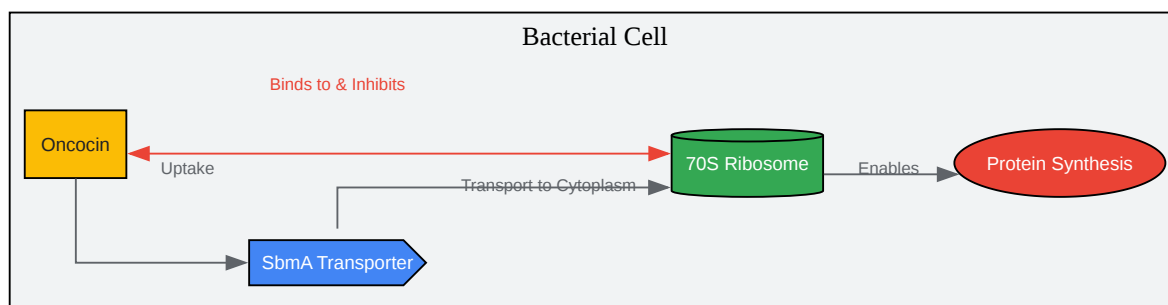 Bacterial Cell
Binds to & Inhibits
Oncocin
Uptake
70S Ribosome
Enables
Protein Synthesis
Transport to Cytoplasm
SbmA Transporter